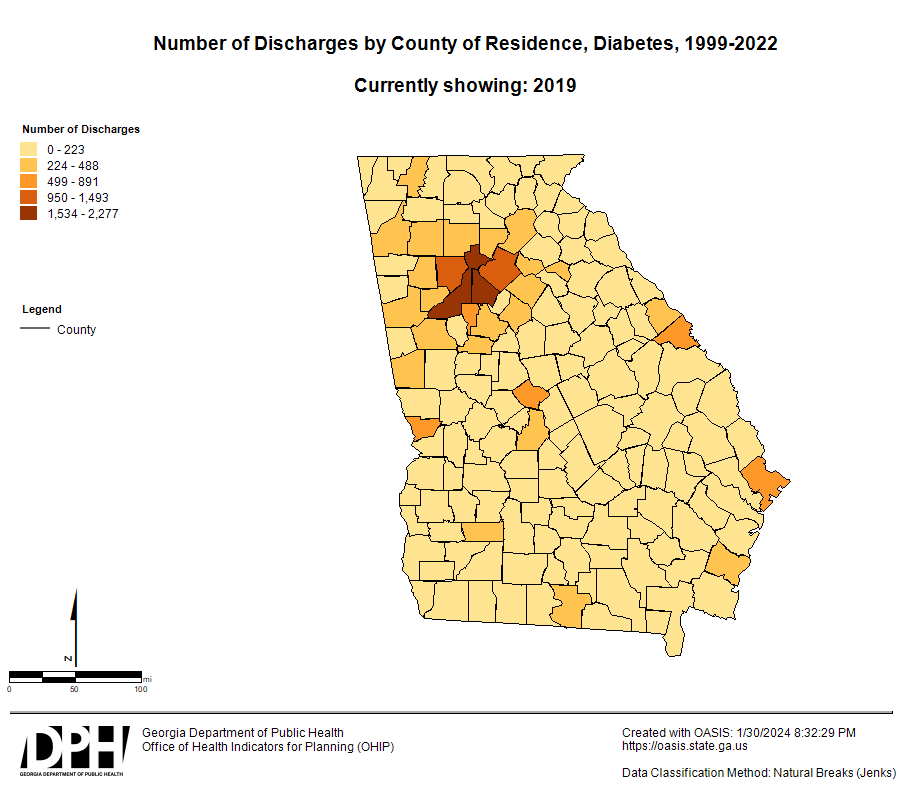 Number of Discharges by County of Residence, Diabetes, 1999-2022
Currently showing: 2019
Number of Discharges
0 - 223
224 - 488
499 - 891
950 - 1,493
1,534 - 2,277
Legend
County
N
mi
0 50 100
DPH
GEORGIA DEPARTMENT OF PUBLIC HEALTH
Georgia Department of Public Health
Office of Health Indicators for Planning (OHIP)
Created with OASIS: 1/30/2024 8:32:29 PM
https://oasis.state.ga.us
Data Classification Method: Natural Breaks (Jenks)